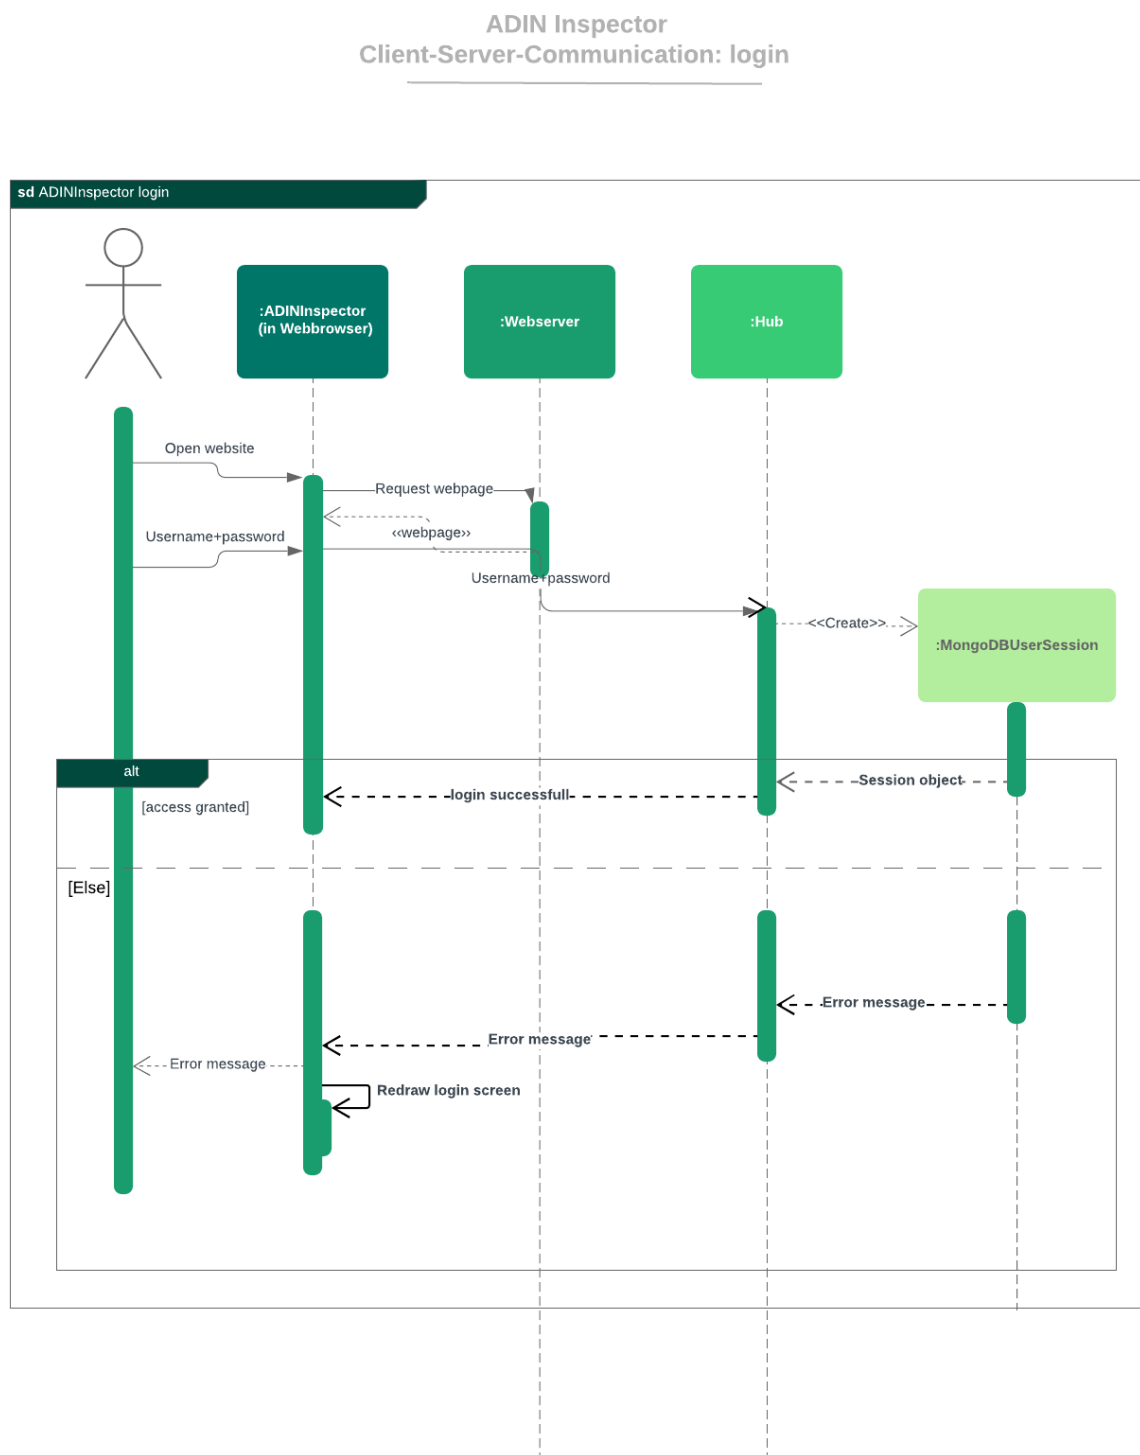 ADIN Inspector
Client-Server-Communication: login
sd ADINInspector login
:ADINInspector
(in Webbrowser)
:Webserver
:Hub
Open website
Request webpage
‹‹webpage››
Username+password
Username+password
<<Create>>
:MongoDBUserSession
alt
Session object
login successfull
[access granted]
[Else]
Error message
Error message
Error message
Redraw login screen